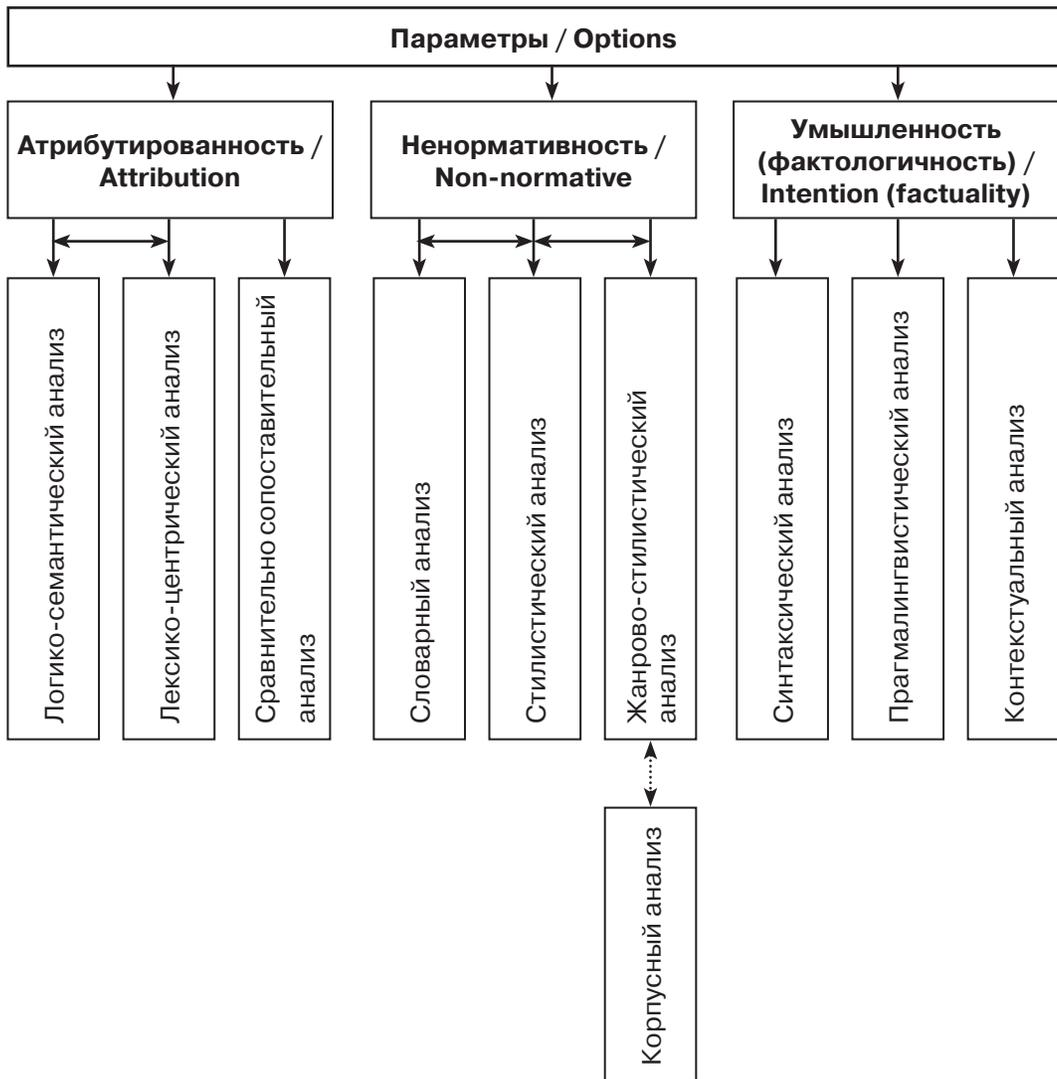 Параметры / Options
Атрибутированность /
Attribution
Ненормативность /
Non-normative
Умышленность
(фактологичность) /
Intention (factuality)
Логико-семантический анализ
Лексико-центрический анализ
Сравнительно сопоставительный
анализ
Словарный анализ
Стилистический анализ
Жанрово-стилистический
анализ
Синтаксический анализ
Прагмалингвистический анализ
Контекстуальный анализ
Корпусный анализ